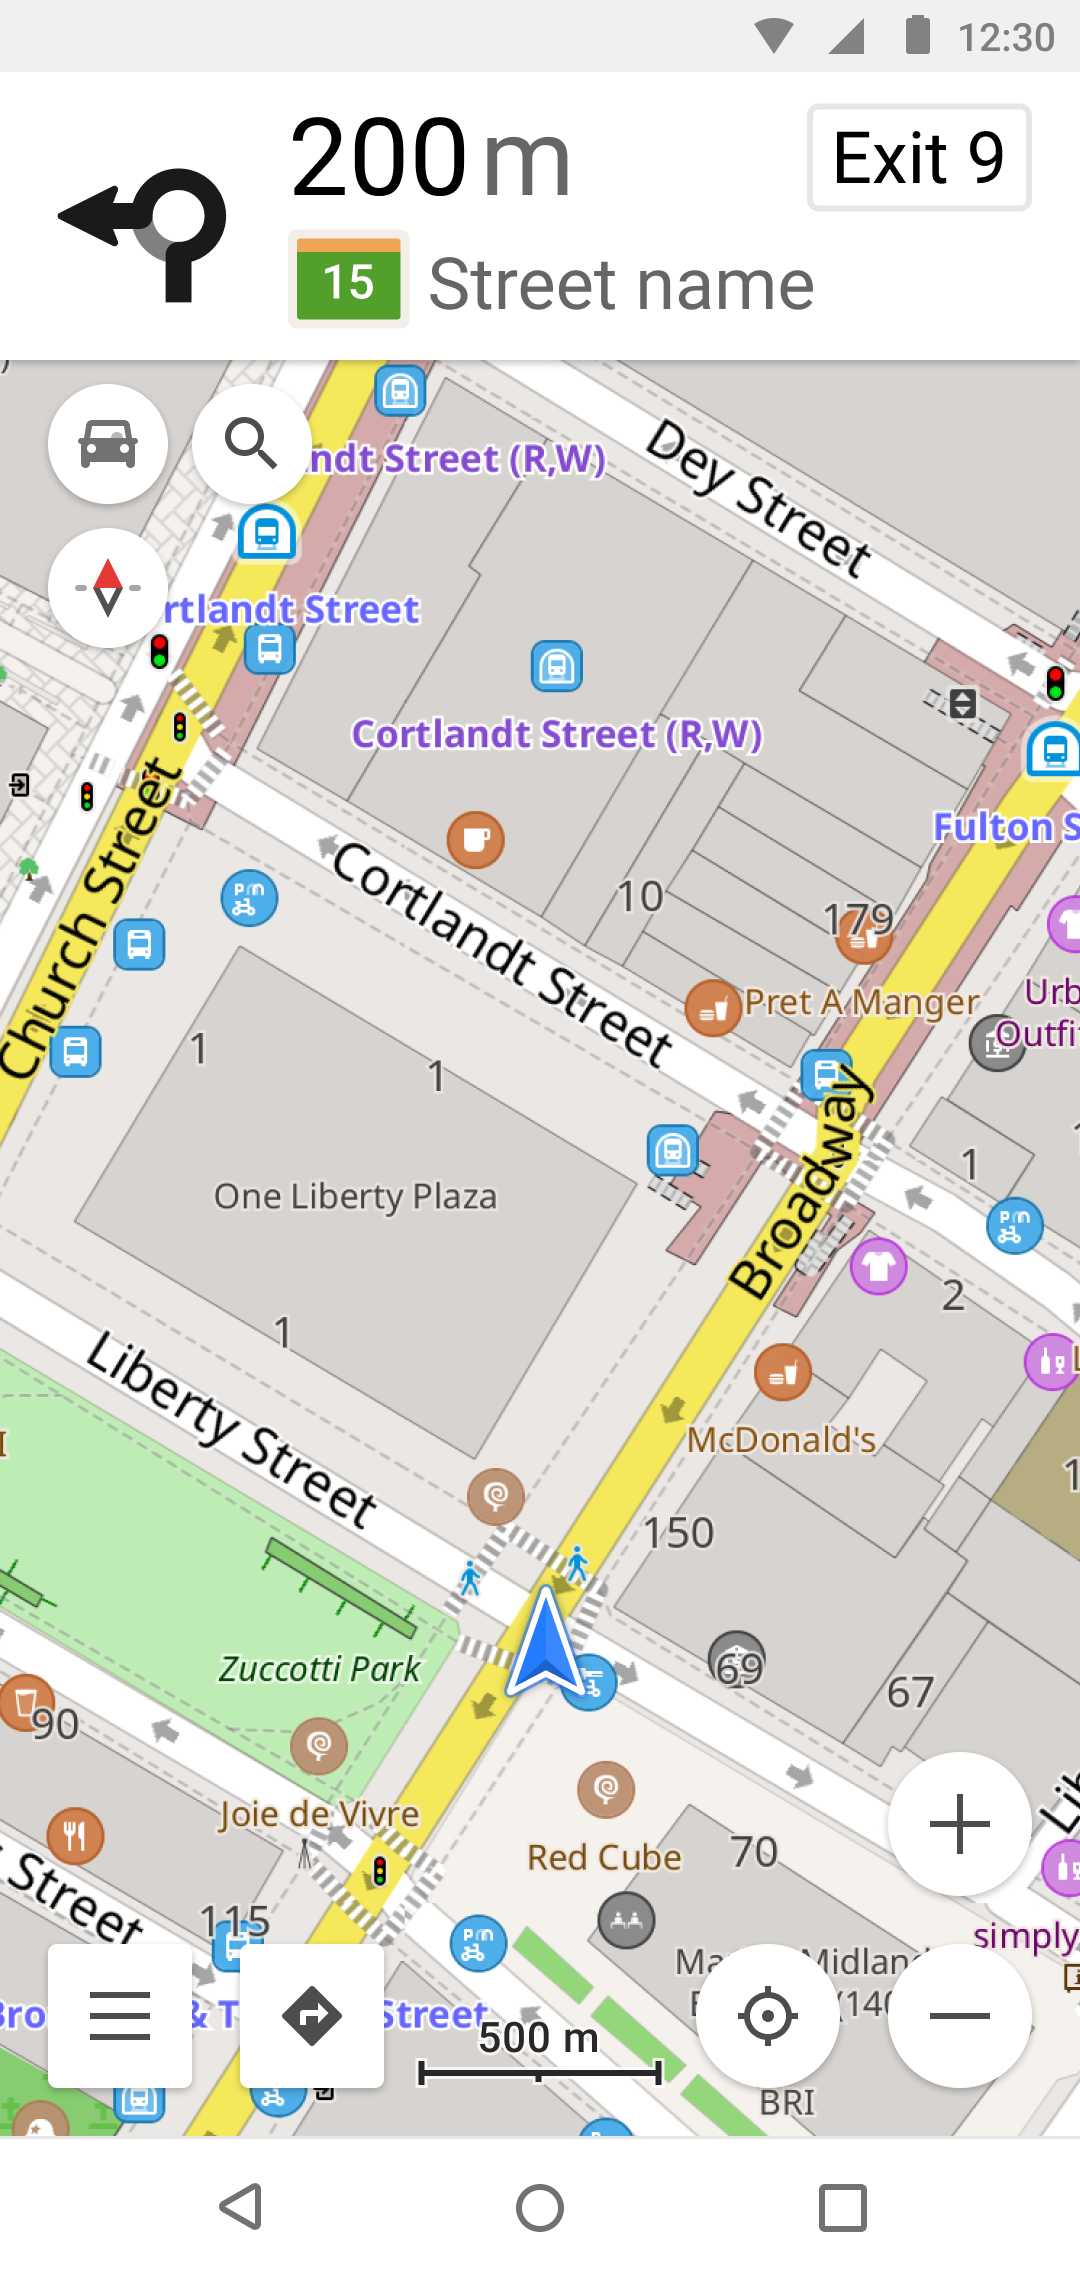 12:30
200 m
Exit 9
15
Street name
Dey Street
ndt Street (R,W)
rtlandt Street
Cortlandt Street (R,W)
Fulton S
Church Street
Cortlandt Street
10
179
Pret A Manger
Urb
Outfi
1
1
1
One Liberty Plaza
Broadway
2
1
Liberty Street
McDonald's
150
Zuccotti Park
69
67
90
Joie de Vivre
Red Cube
70
Street
115
simply
Midland
(140
Bro
& T
Street
500 m
BRI